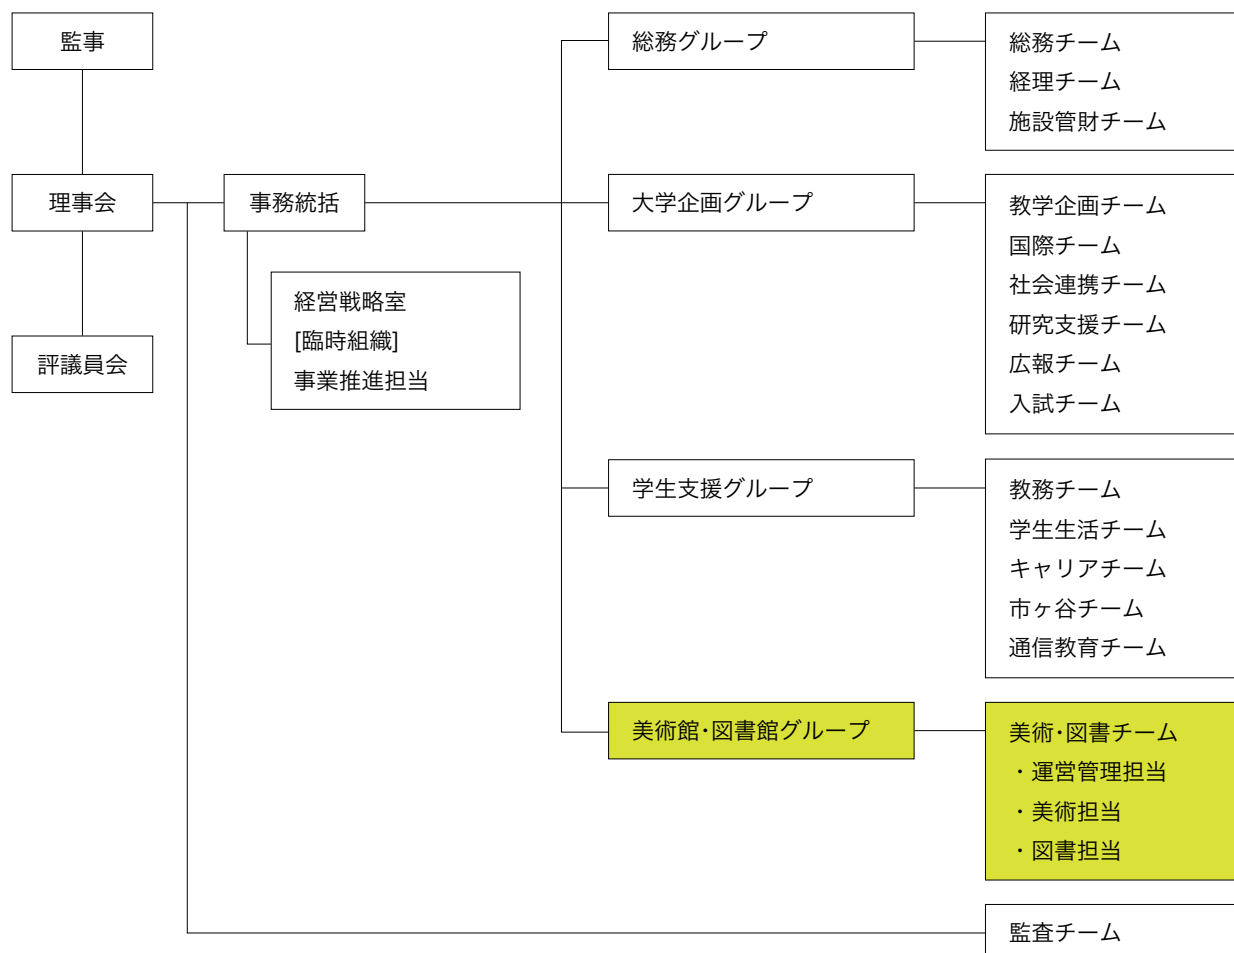 監事
理事会
評議員会
事務統括
経営戦略室
[臨時組織]
事業推進担当
総務グループ
総務チーム
経理チーム
施設管財チーム
大学企画グループ
教学企画チーム
国際チーム
社会連携チーム
研究支援チーム
広報チーム
入試チーム
学生支援グループ
教務チーム
学生生活チーム
キャリアチーム
市ヶ谷チーム
通信教育チーム
美術館･図書館グループ
美術･図書チーム
・運営管理担当
・美術担当
・図書担当
監査チーム